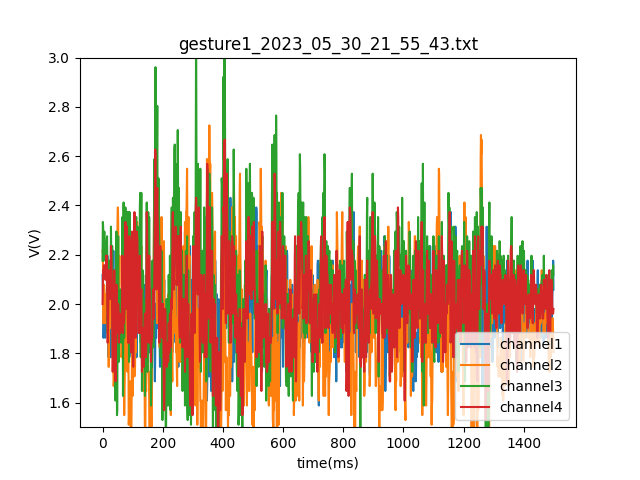 gesture1_2023_05_30_21_55_43.txt
3.0
2.8
2.6
2.4
2.2
2.0
1.8
1.6
V(V)
channel1
channel2
channel3
channel4
0 200 400 600 800 1000 1200 1400
time(ms)